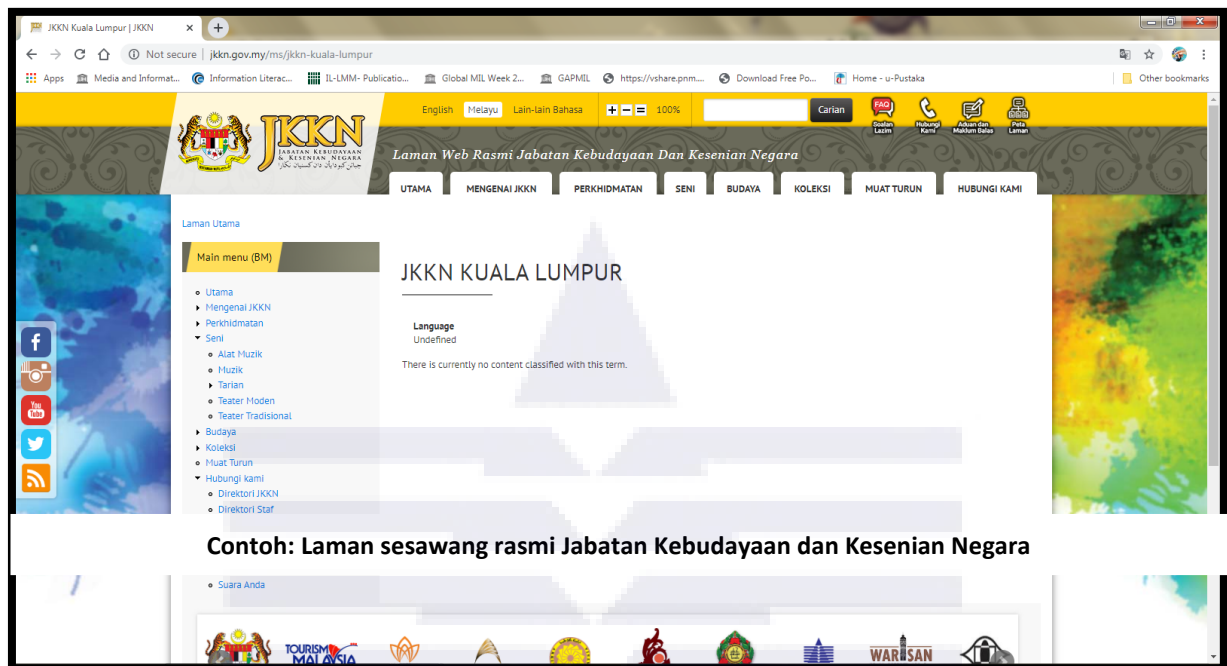 JKKN Kuala Lumpur | JKKN
Not secure | jkkn.gov.my/ms/jkkn-kuala-lumpur
Apps Media and Informat... Information Literac... IL-LMM- Publicatio... Global MIL Week 2... GAPMIL https://vshare.pnm.... Download Free Po... Home - u-Pustaka Other bookmarks
English Melayu Lain-lain Bahasa 100% Carian
FAQ
Soalan Lazim
Hubungi Kami
Aduan dan Maklum Balas
Peta Laman
JKKN
JABATAN KEBUDAYAAN
& KESENIAN NEGARA
جابتن كبودايأن دان كسنين نݢارا
Laman Web Rasmi Jabatan Kebudayaan Dan Kesenian Negara
UTAMA MENGENAI JKKN PERKHIDMATAN SENI BUDAYA KOLEKSI MUAT TURUN HUBUNGI KAMI
Laman Utama
Main menu (BM)
Utama
Mengenai JKKN
Perkhidmatan
Seni
Alat Muzik
Muzik
Tarian
Teater Moden
Teater Tradisional
Budaya
Koleksi
Muat Turun
Hubungi kami
Direktori JKKN
Direktori Staf
JKKN KUALA LUMPUR
Language
Undefined
There is currently no content classified with this term.
f
You Tube
Contoh: Laman sesawang rasmi Jabatan Kebudayaan dan Kesenian Negara
Suara Anda
TOURISM MALAYSIA
WARISAN